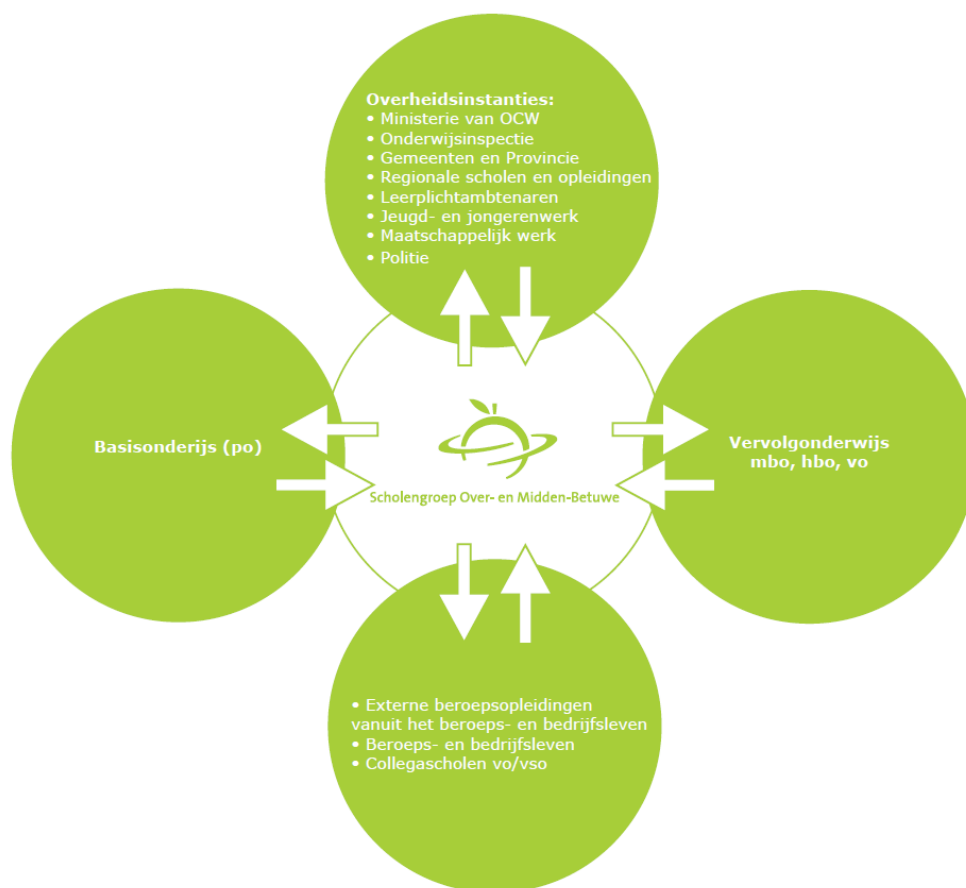 Overheidsinstanties:
• Ministerie van OCW
• Onderwijsinspectie
• Gemeenten en Provincie
• Regionale scholen en opleidingen
• Leerplichtambtenaren
• Jeugd- en jongerenwerk
• Maatschappelijk werk
• Politie
Basisonderijs (po)
Scholengroep Over- en Midden-Betuwe
Vervolgonderwijs
mbo, hbo, vo
• Externe beroepsopleidingen
vanuit het beroeps- en bedrijfsleven
• Beroeps- en bedrijfsleven
• Collegascholen vo/vso